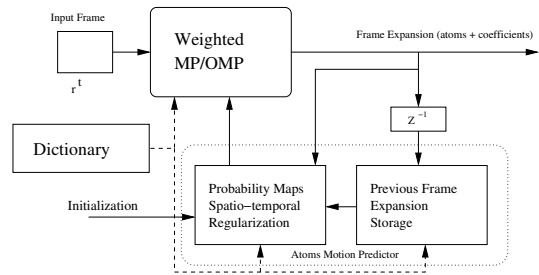 Input Frame
r t
Weighted
MP/OMP
Frame Expansion (atoms + coefficients)
Z −1
Dictionary
Initialization
Probability Maps
Spatio−temporal
Regularization
Previous Frame
Expansion
Storage
Atoms Motion Predictor